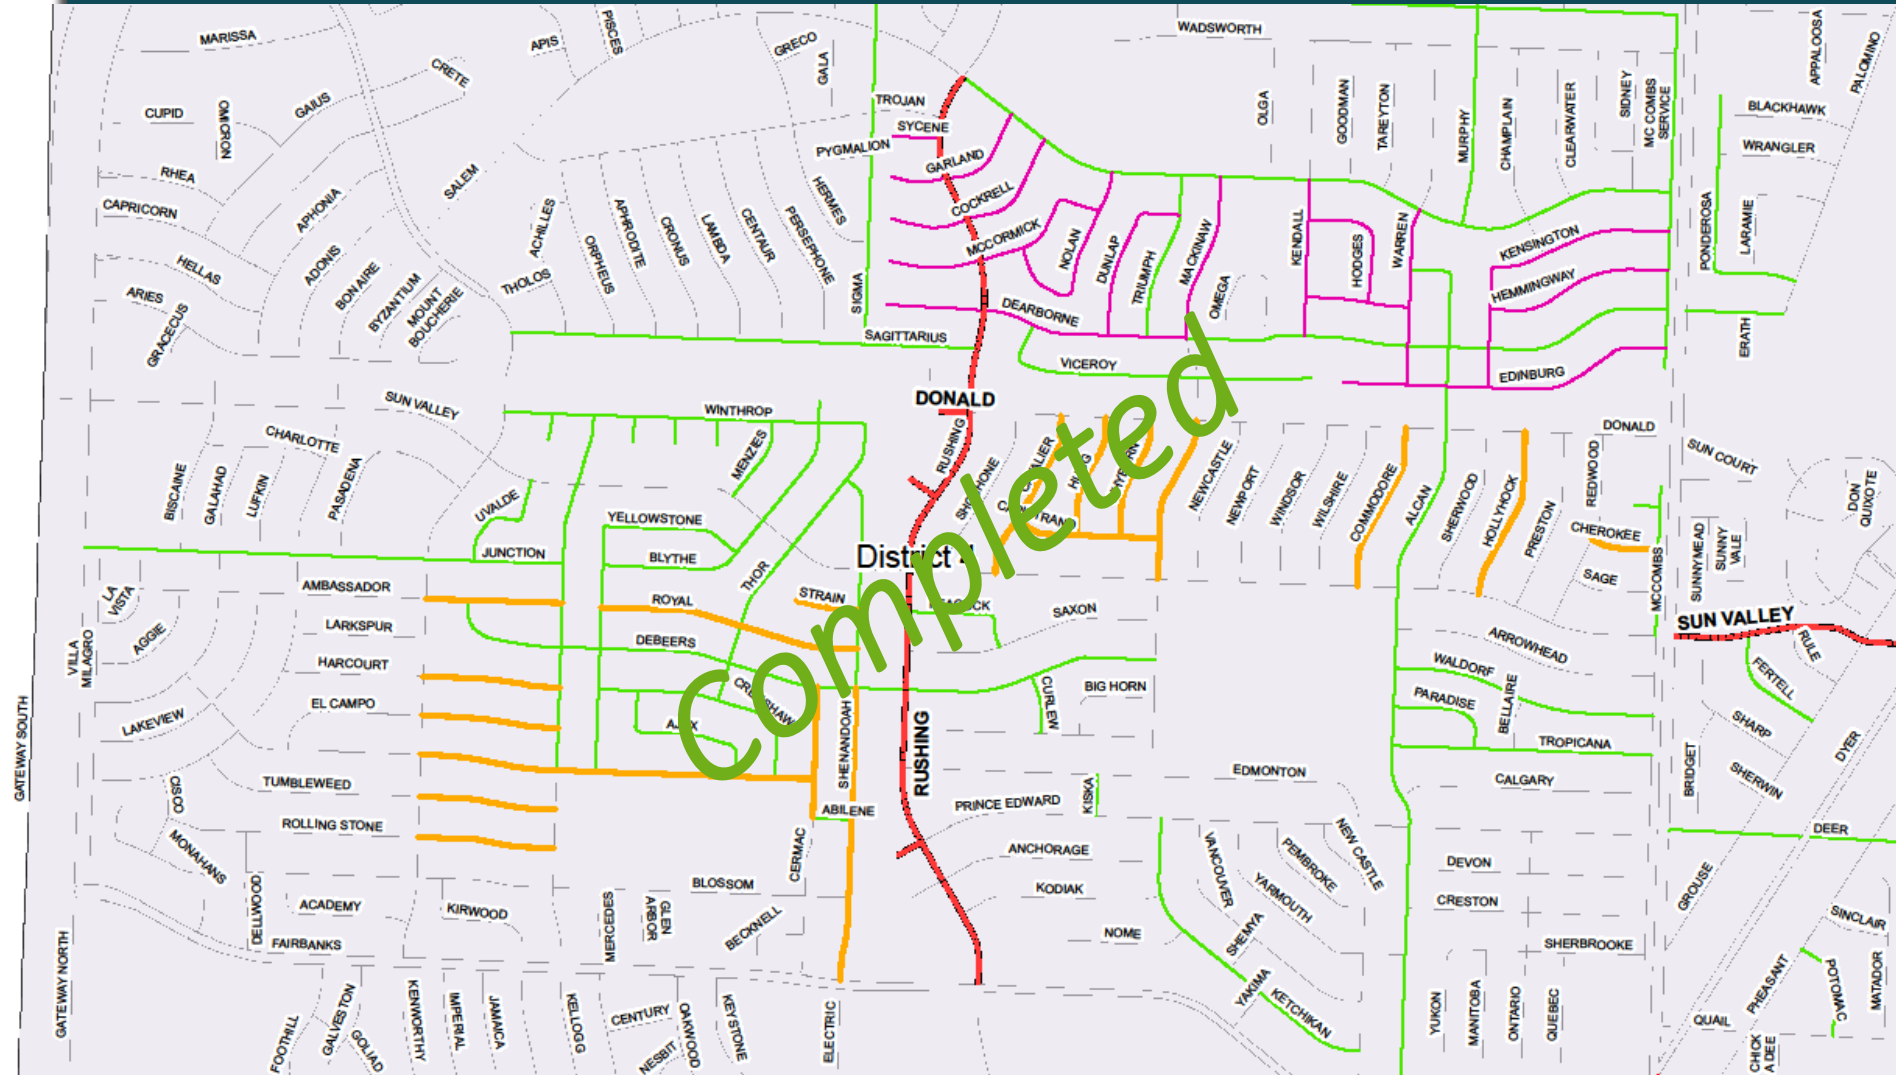 WADSWORTH
MARISSA
APIS
PISCES
GRECO
GALA
CRETE
APPALOOSA
PALOMINO
CUPID
OMICRON
GAIUS
TROJAN
SYCENE
PYGMALION
GARLAND
OLGA
GOODMAN
TAREYTON
MURPHY
CHAMPLAIN
CLEARWATER
SIDNEY
MC COMBS
SERVICE
BLACKHAWK
WRANGLER
RHEA
CAPRICORN
APHONIA
SALEM
HERMES
COCKRELL
MCCORMICK
ACHILLES
ORPHEUS
APHRODITE
CRONUS
LAMBDA
CENTAUR
PERSEPHONE
NOLAN
DUNLAP
TRIUMPH
MACKINAW
KENDALL
HODGES
WARREN
KENSINGTON
HEMMINGWAY
PONDEROSA
LARAMIE
HELLAS
ADONIS
BON AIRE
BYZANTIUM
MOUNT
BOUCHERIE
THOLOS
SIGMA
OMEGA
ARIES
GRACECUS
DEARBORNE
SAGITTARIUS
VICEROY
EDINBURG
ERATH
SUN VALLEY
WINTHROP
DONALD
RUSHING
DONALD
SUN COURT
CHARLOTTE
MENZIES
BISCAINE
GALAHAD
LUFKIN
PASADENA
NEWCASTLE
NEWPORT
WINDSOR
WILSHIRE
COMMODORE
ALCAN
SHERWOOD
HOLLYHOCK
PRESTON
REDWOOD
DON
QUIXOTE
UVALDE
YELLOWSTONE
CHEROKEE
JUNCTION
BLYTHE
District 4
SUNNYMEAD
SUNNY
VALE
LA
VISTA
AMBASSADOR
THOR
STRAIN
SAGE
MCCOMBS
ROYAL
SAXON
SUN VALLEY
AGGIE
LARKSPUR
DEBEERS
ARROWHEAD
RULE
VILLA
MILAGRO
HARCOURT
WALDORF
FERTELL
EL CAMPO
CRENSHAW
CURLEW
BIG HORN
PARADISE
BELLAIRE
GATEWAY SOUTH
LAKEVIEW
AJAX
SHENANDOAH
RUSHING
TROPICANA
SHARP
DYER
BRIDGET
CISCO
TUMBLEWEED
EDMONTON
CALGARY
SHERWIN
ROLLING STONE
ABILENE
PRINCE EDWARD
KISKA
MONAHANS
CERMAC
ANCHORAGE
VANCOUVER
PEMBROKE
NEW CASTLE
DEER
DEVON
BLOSSOM
KODIAK
YARMOUTH
CRESTON
GROUSE
DELLWOOD
ACADEMY
KIRWOOD
MERCEDES
GLEN
ARBOR
BECKNELL
NOME
SHEMYA
SINCLAIR
GATEWAY NORTH
FAIRBANKS
SHERBROOKE
YAKIMA
KETCHIKAN
PHEASANT
POTOMAC
MATADOR
FOOTHILL
GALVESTON
GOLIAD
KENWORTHY
IMPERIAL
JAMAICA
KELLOGG
CENTURY
NESBIT
OAKWOOD
KEYSTONE
ELECTRIC
YUKON
MANITOBA
ONTARIO
QUEBEC
QUAIL
CHICK
A DEE
Completed